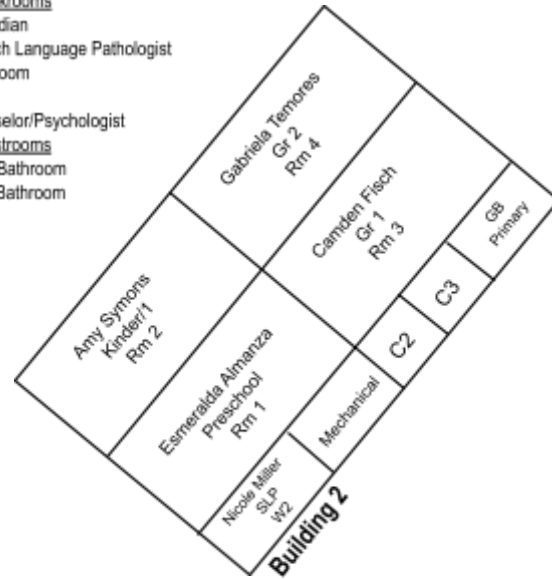 dian
h Language Pathologist
oom
selor/Psychologist
strooms
Bathroom
Bathroom
Gabriela Temores
Gr 2
Rm 4
Camden Fisch
Gr 1
Rm 3
GB
Primary
C3
C2
Amy Symons
Kinder/1
Rm 2
Esmeralda Almanza
Preschool
Rm 1
Mechanical
Nicole Miller
SLP
W2
Building 2